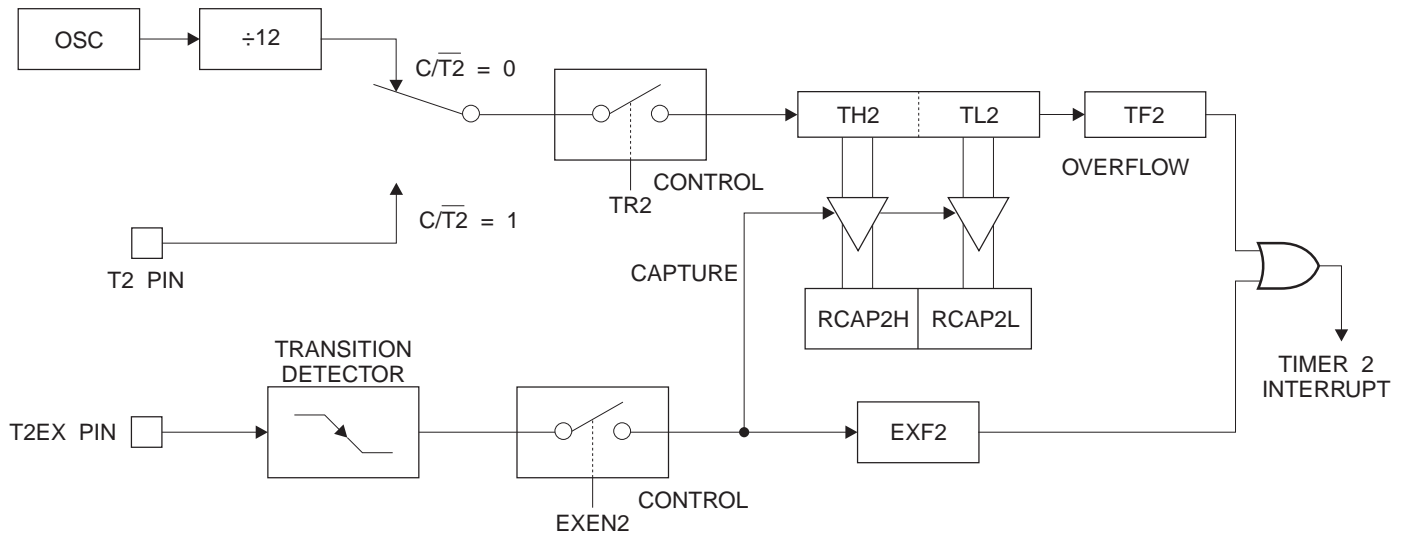 OSC
÷12
C/T2̅ = 0
TH2
TL2
TF2
OVERFLOW
CONTROL
TR2
C/T2̅ = 1
T2 PIN
CAPTURE
RCAP2H
RCAP2L
TRANSITION
DETECTOR
TIMER 2
INTERRUPT
T2EX PIN
EXF2
CONTROL
EXEN2